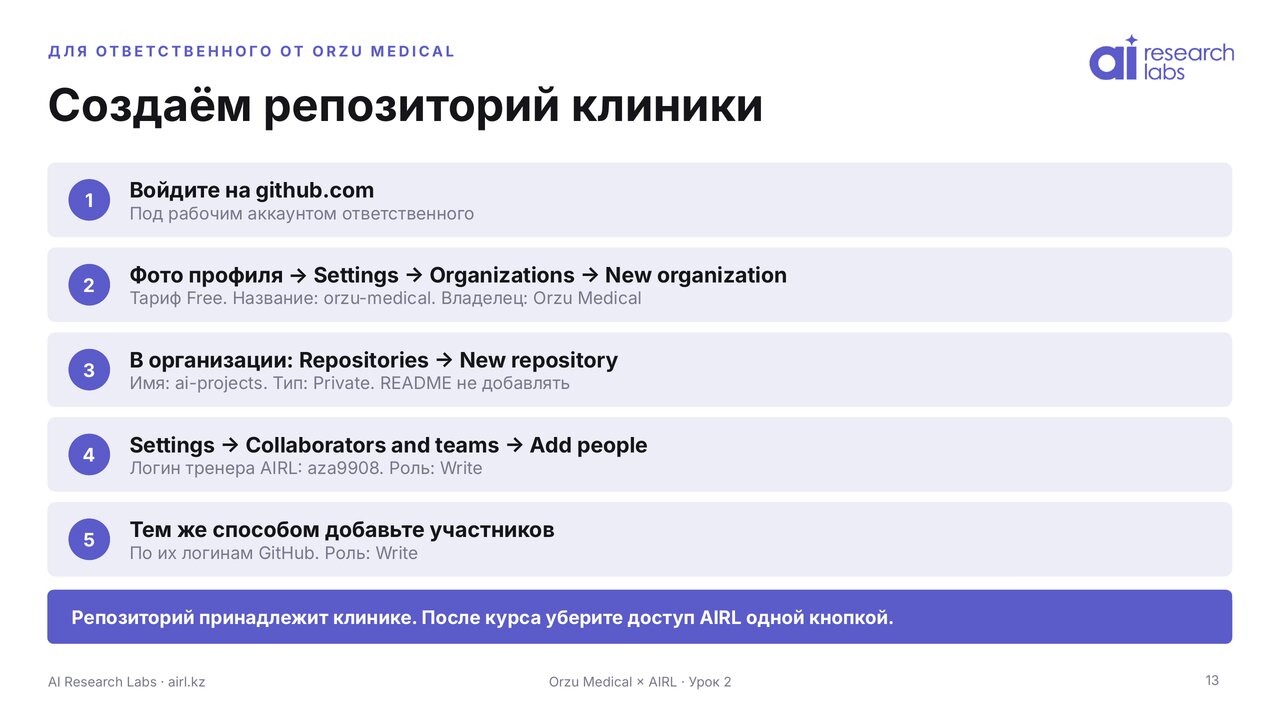 ДЛЯ ОТВЕТСТВЕННОГО ОТ ORZU MEDICAL
ai research labs
Создаём репозиторий клиники
1
Войдите на github.com
Под рабочим аккаунтом ответственного
2
Фото профиля → Settings → Organizations → New organization
Тариф Free. Название: orzu-medical. Владелец: Orzu Medical
3
В организации: Repositories → New repository
Имя: ai-projects. Тип: Private. README не добавлять
4
Settings → Collaborators and teams → Add people
Логин тренера AIRL: aza9908. Роль: Write
5
Тем же способом добавьте участников
По их логинам GitHub. Роль: Write
Репозиторий принадлежит клинике. После курса уберите доступ AIRL одной кнопкой.
AI Research Labs · airl.kz
Orzu Medical × AIRL · Урок 2
13